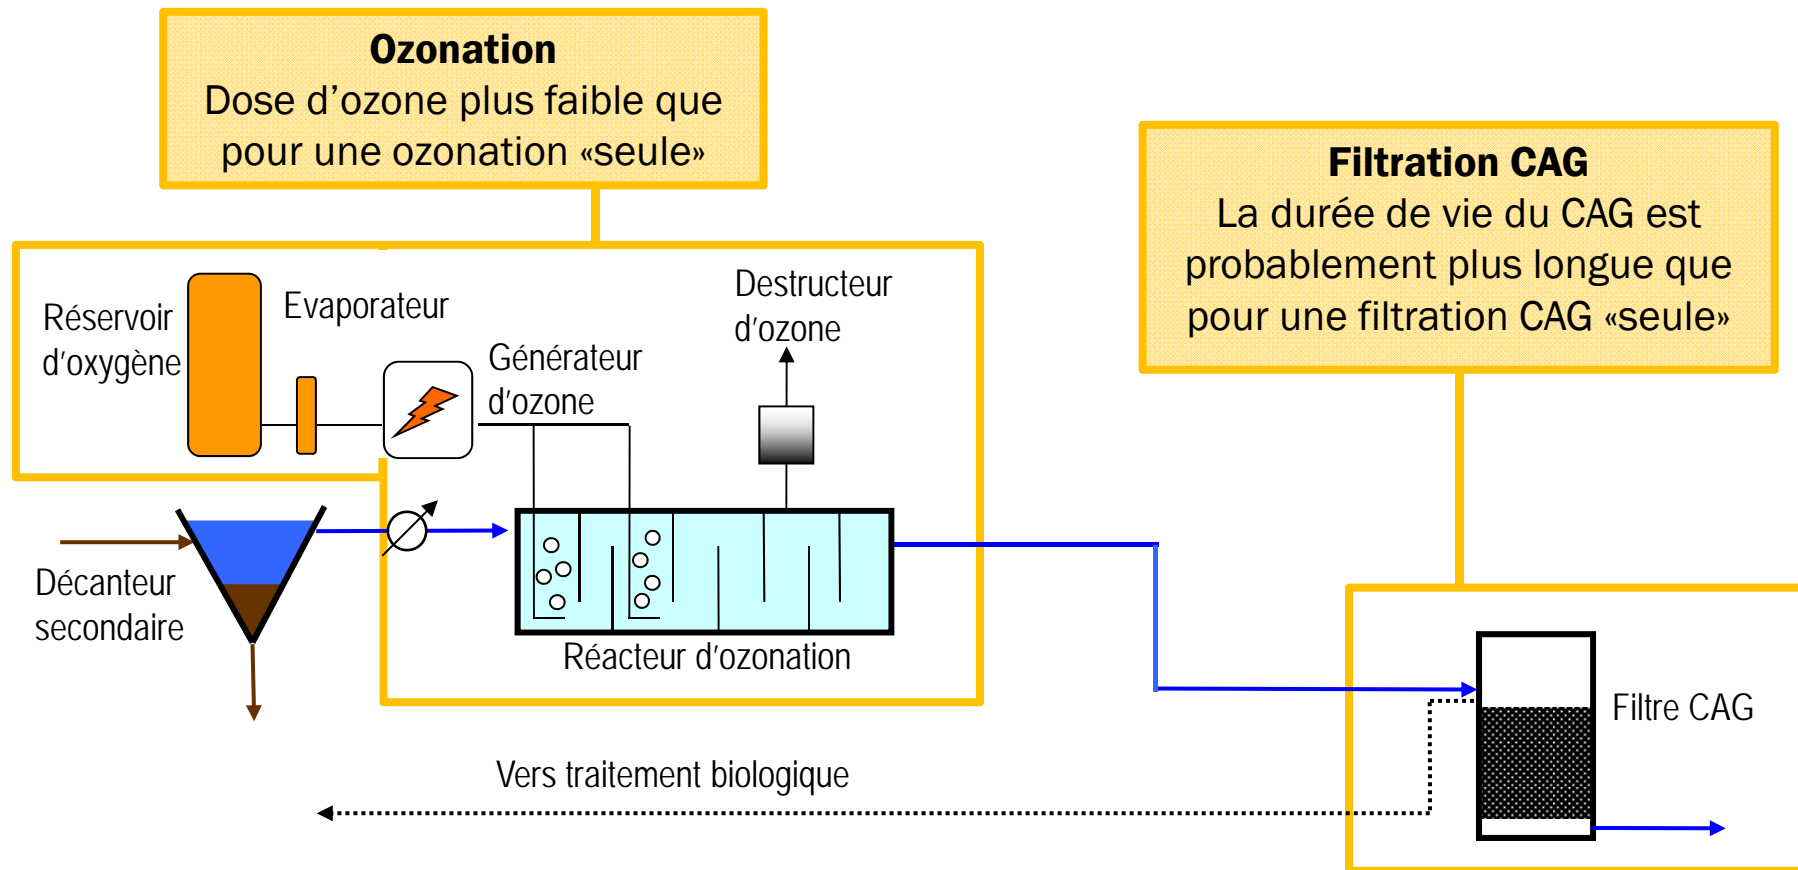 Ozonation
Dose d’ozone plus faible que
pour une ozonation «seule»
Filtration CAG
La durée de vie du CAG est
probablement plus longue que
pour une filtration CAG «seule»
Réservoir
d'oxygène
Evaporateur
Générateur
d'ozone
Destructeur
d'ozone
Décanteur
secondaire
Réacteur d'ozonation
Filtre CAG
Vers traitement biologique